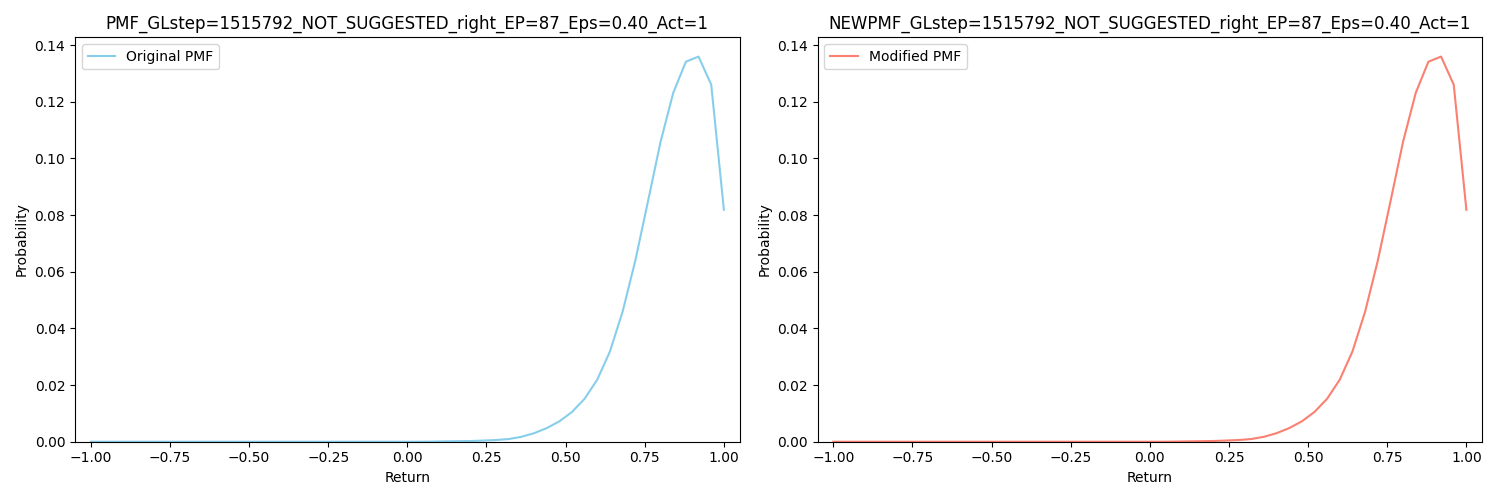 PMF_GLstep=1515792_NOT_SUGGESTED_right_EP=87_Eps=0.40_Act=1
Original PMF
0.14
0.12
0.10
0.08
0.06
0.04
0.02
0.00
Probability
−1.00 −0.75 −0.50 −0.25 0.00 0.25 0.50 0.75 1.00
Return
NEWPMF_GLstep=1515792_NOT_SUGGESTED_right_EP=87_Eps=0.40_Act=1
Modified PMF
0.14
0.12
0.10
0.08
0.06
0.04
0.02
0.00
Probability
−1.00 −0.75 −0.50 −0.25 0.00 0.25 0.50 0.75 1.00
Return